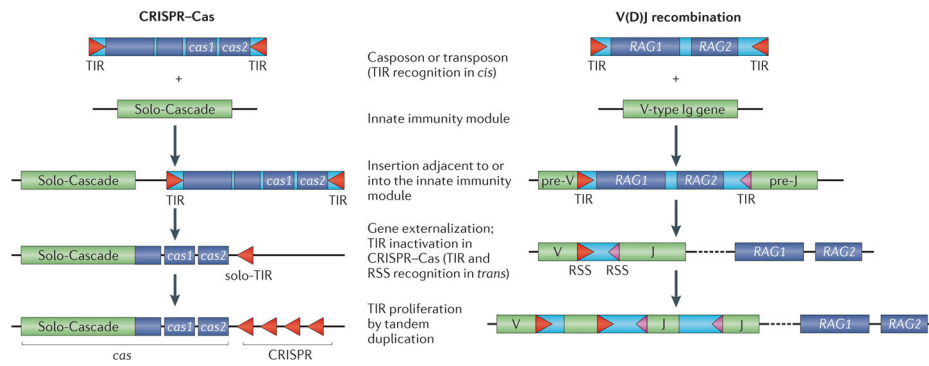 CRISPR–Cas
V(D)J recombination
cas1 cas2
RAG1 RAG2
TIR TIR
Casposon or transposon
(TIR recognition in cis)
TIR TIR
+
+
Solo-Cascade
Innate immunity module
V-type Ig gene
Solo-Cascade cas1 cas2
TIR TIR
Insertion adjacent to or
into the innate immunity
module
pre-V RAG1 RAG2 pre-J
TIR TIR
Solo-Cascade cas1 cas2
solo-TIR
Gene externalization;
TIR inactivation in
CRISPR–Cas (TIR and
RSS recognition in trans)
V J RAG1 RAG2
RSS RSS
Solo-Cascade cas1 cas2
cas CRISPR
TIR proliferation
by tandem
duplication
V J J RAG1 RAG2